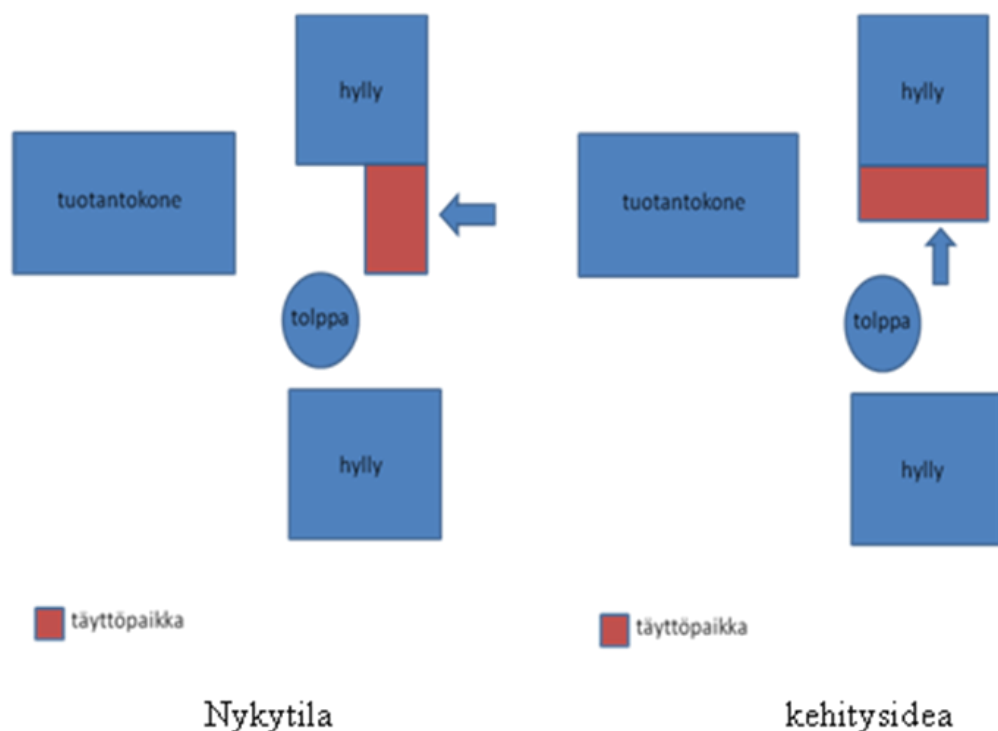 hylly
tuotantokone
tolppa
hylly
täyttöpaikka
Nykytila
hylly
tuotantokone
tolppa
hylly
täyttöpaikka
kehitysidea